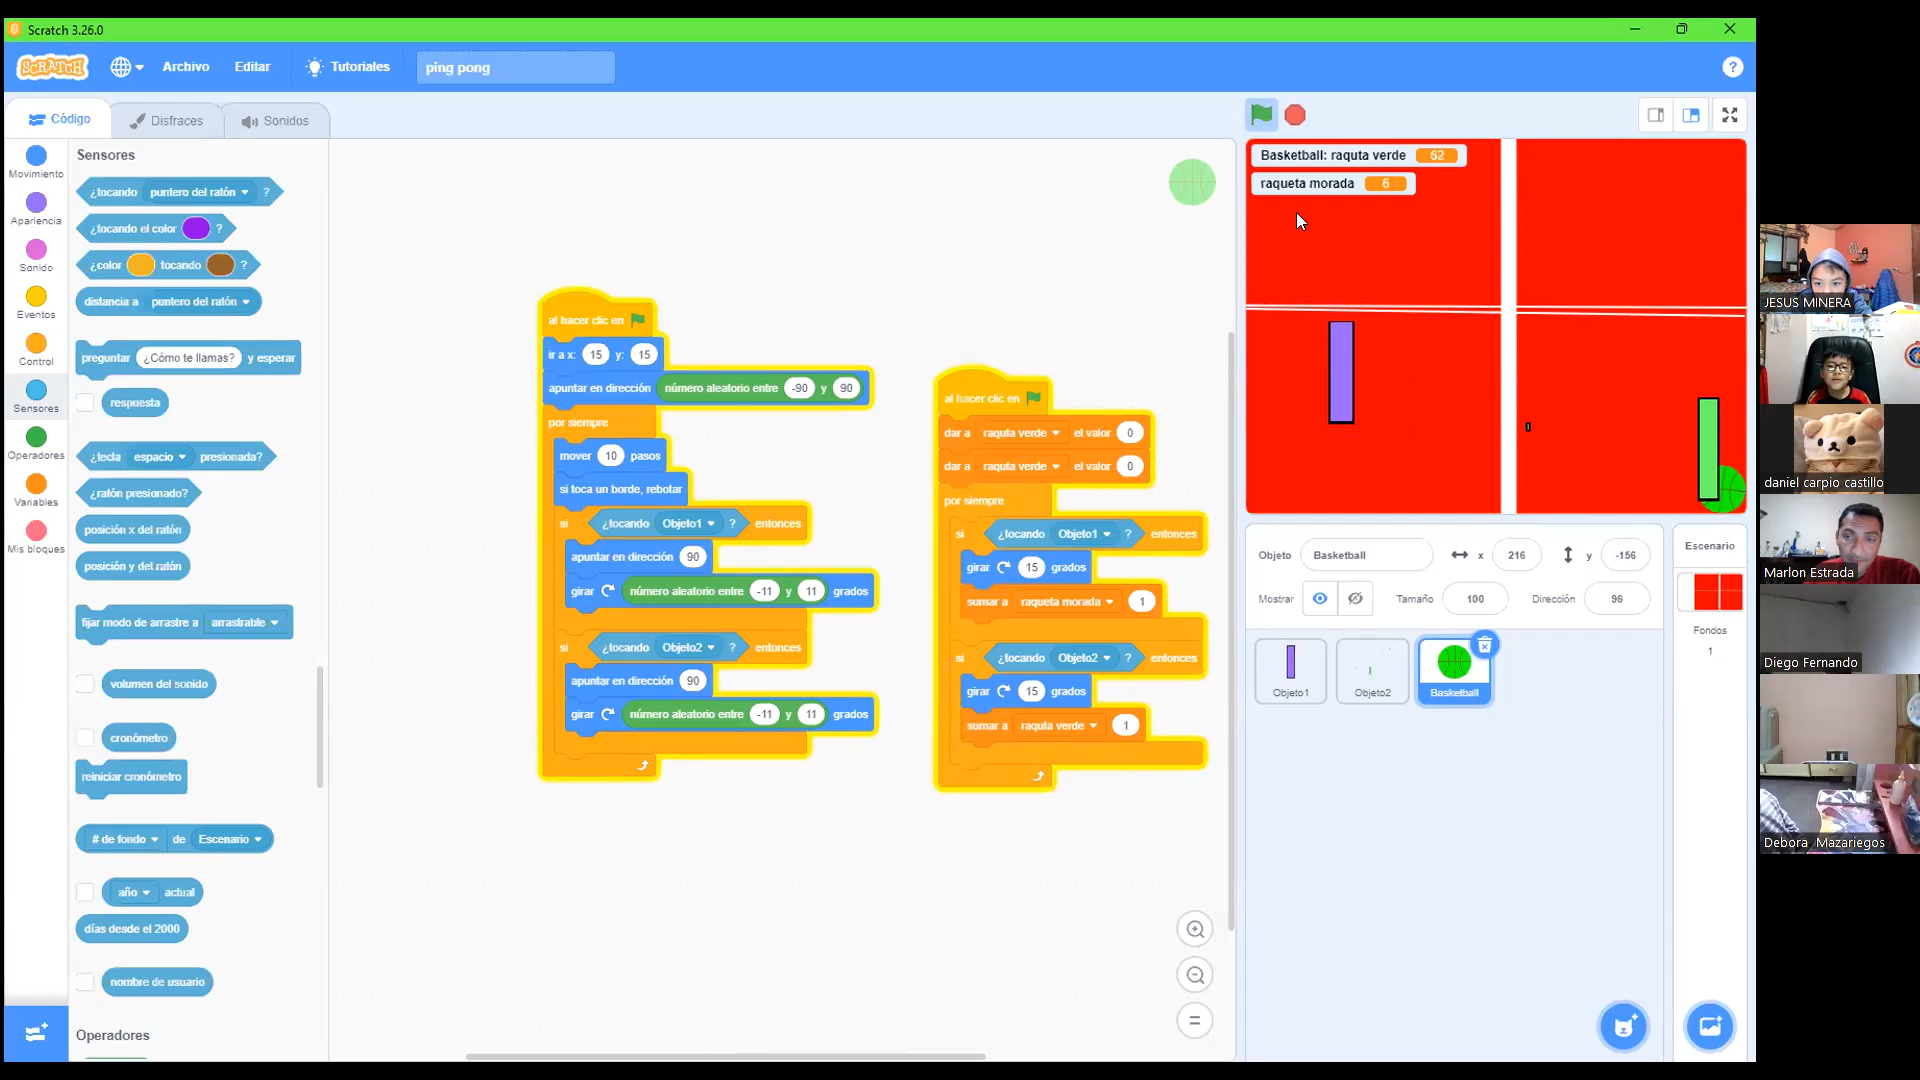 Scratch 3.26.0
SCRATCH
Archivo
Editar
Tutoriales
ping pong
?
Código
Disfraces
Sonidos
Movimiento
Apariencia
Sonido
Eventos
Control
Sensores
Operadores
Variables
Mis bloques
Sensores
¿tocando puntero del ratón ?
¿tocando el color ?
¿color tocando ?
distancia a puntero del ratón
preguntar ¿Cómo te llamas? y esperar
respuesta
¿tecla espacio presionada?
¿ratón presionado?
posición x del ratón
posición y del ratón
fijar modo de arrastre a arrastrable
volumen del sonido
cronómetro
reiniciar cronómetro
# de fondo de Escenario
año actual
días desde el 2000
nombre de usuario
Operadores
al hacer clic en
ir a x: 15 y: 15
apuntar en dirección número aleatorio entre -90 y 90
por siempre
mover 10 pasos
si toca un borde, rebotar
si ¿tocando Objeto1 ? entonces
apuntar en dirección 90
girar número aleatorio entre -11 y 11 grados
si ¿tocando Objeto2 ? entonces
apuntar en dirección 90
girar número aleatorio entre -11 y 11 grados
al hacer clic en
dar a raquta verde el valor 0
dar a raquta verde el valor 0
por siempre
si ¿tocando Objeto1 ? entonces
girar 15 grados
sumar a raqueta morada 1
si ¿tocando Objeto2 ? entonces
girar 15 grados
sumar a raquta verde 1
Basketball: raquta verde 62
raqueta morada 6
Objeto Basketball x 216 y -156
Mostrar Tamaño 100 Dirección 96
Objeto1
Objeto2
Basketball
Escenario
Fondos
1
JESUS MINERA
daniel carpio castillo
Marlon Estrada
Diego Fernando
Debora Mazariegos